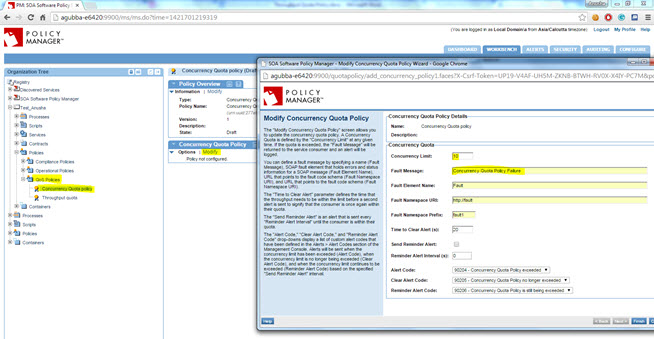 PM: SOA Software Policy
agubba-e6420:9900/ms/ms.do?time=1421701219319
POLICY
MANAGER™
You are logged in as Local Domain\a from Asia/Calcutta timezone)
Logout My Profile Help
DASHBOARD WORKBENCH ALERTS SECURITY AUDITING CONFIGURE
Organization Tree
Registry
Discovered Services
SOA Software Policy Manager
Test_Anusha
Processes
Scripts
Services
Contracts
Policies
Compliance Policies
Operational Policies
QoS Policies
Concurrency Quota policy
Throughput quota
Containers
Processes
Scripts
Policies
Containers
Concurrency Quota policy (Draft
Policy Overview
Information | Modify
Type: Concurrency Q
Policy Name: Concurrency Q
Version: 1
Description:
State: Draft
Concurrency Quota Policy
Options | Modify
Policy not configured.
SOA Software Policy Manager - Modify Concurrency Quota Policy Wizard - Google Chrome
POLICY
MANAGER™
Modify Concurrency Quota Policy
The "Modify Concurrency Quota Policy" screen allows you
to update the concurrency quota policy. A Concurrency
Quota is defined by the "Concurrency Limit" at any given
time. If the quota is exceeded, the "Fault Message" will be
returned to the service consumer and an alert will be
logged.
You can define a fault message by specifying a name (Fault
Message), SOAP fault element that holds errors and status
information for a SOAP message (Fault Element Name),
URL that points to the fault code schema (Fault Namespace
URI), and URL that points to the fault code schema (Fault
Namespace URI).
The "Time to Clear Alert" parameter defines the time that
the throughput needs to be within the limit before a second
alert is sent to signify that the consumer is once again within
their quota.
The "Send Reminder Alert" is an alert that is sent every
"Reminder Alert Interval" until the consumer is within their
quota.
The "Alert Code," "Clear Alert Code," and "Reminder Alert
Code" drop-downs display a list of custom alert codes that
have been defined in the Alerts > Alert Codes section of the
Management Console. Alerts will be sent when the
concurrency limit has been exceeded (Alert Code), when
the concurrency limit is no longer being exceeded (Clear
Alert Code), and when the concurrency limit continues to be
exceeded (Reminder Alert Code) based on the specified
"Send Reminder Alert" interval.
Concurrency Quota Policy Details
Name: Concurrency Quota policy
Description:
Concurrency Quota
Concurrency Limit: 10
Fault Message: Concurrency Quota Policy Failure
Fault Element Name: Fault
Fault Namespace URI: http://fault
Fault Namespace Prefix: fault1
Time to Clear Alert (s): 20
Send Reminder Alert:
Reminder Alert Interval (s): 0
Alert Code: 90204 - Concurrency Quota Policy exceeded
Clear Alert Code: 90205 - Concurrency Quota Policy no longer exceeded
Reminder Alert Code: 90206 - Concurrency Quota Policy is still being exceeded
Help
< Back Next > Finish